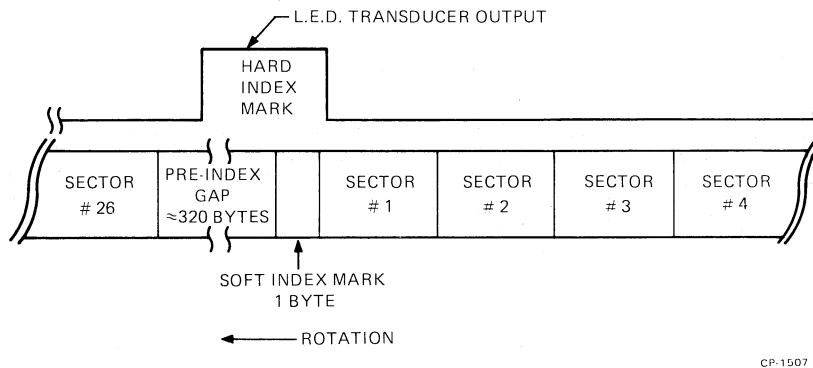 L.E.D. TRANSDUCER OUTPUT
HARD
INDEX
MARK
SECTOR
#26
PRE-INDEX
GAP
≈320 BYTES
SECTOR
#1
SECTOR
#2
SECTOR
#3
SECTOR
#4
SOFT INDEX MARK
1 BYTE
ROTATION
CP-1507